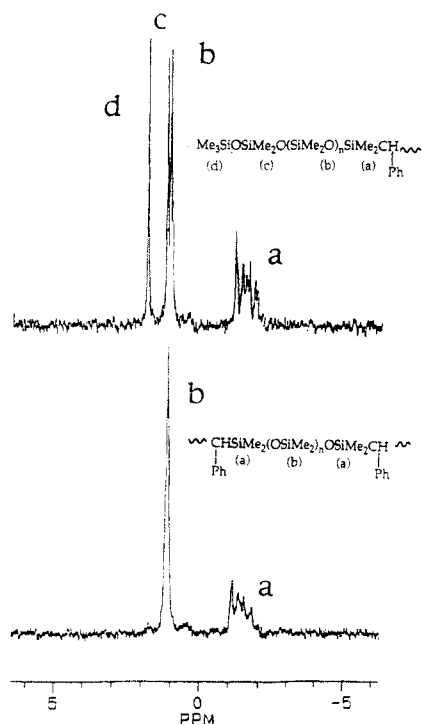 c
b
d
Me₃SiOSiMe₂O(SiMe₂O)ₙSiMe₂CH
(d) (c) (b) (a)
Ph
a
b
CHSiMe₂(OSiMe₂)ₙOSiMe₂CH
(a) (b) (a)
Ph Ph
a
5 0 -5
PPM